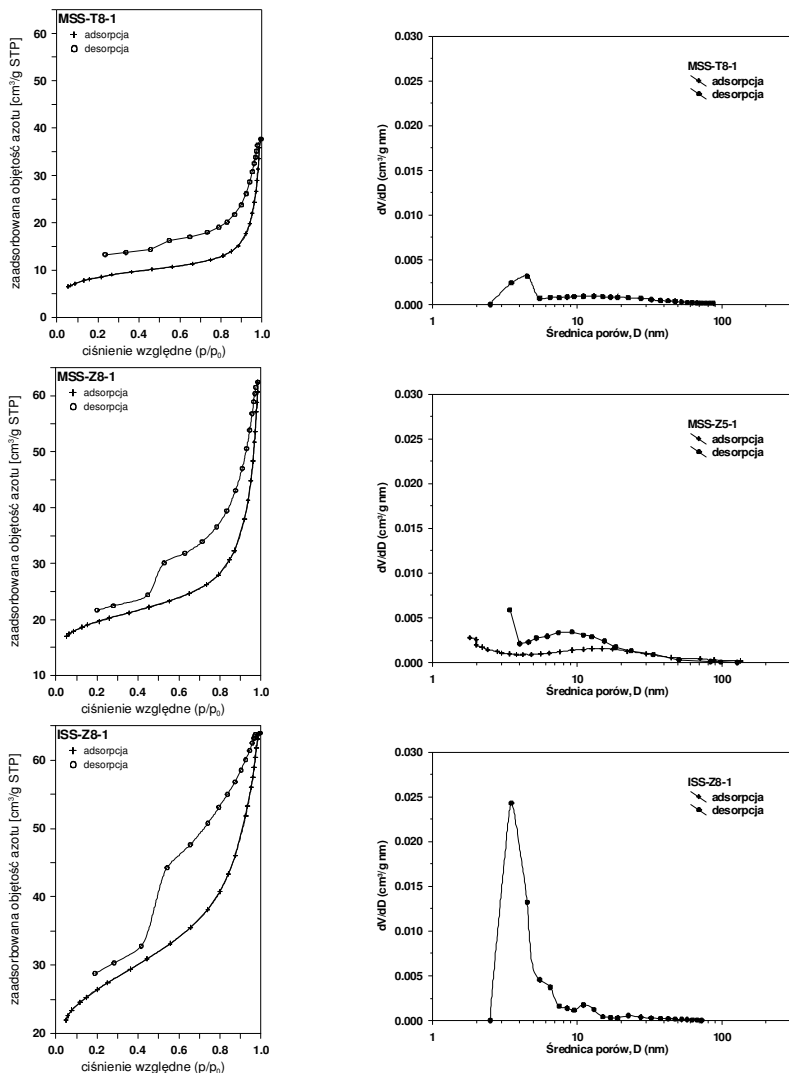 MSS-T8-1
adsorpcja
desorpcja
zaadsorbowana objętość azotu [cm³/g STP]
60
50
40
30
20
10
0
0.0 0.2 0.4 0.6 0.8 1.0
ciśnienie względne (p/p₀)
MSS-T8-1
adsorpcja
desorpcja
dV/dD (cm³/g nm)
0.030
0.025
0.020
0.015
0.010
0.005
0.000
1 10 100
Średnica porów, D (nm)
MSS-Z8-1
adsorpcja
desorpcja
zaadsorbowana objętość azotu [cm³/g STP]
60
50
40
30
20
10
0.0 0.2 0.4 0.6 0.8 1.0
ciśnienie względne (p/p₀)
MSS-Z5-1
adsorpcja
desorpcja
dV/dD (cm³/g nm)
0.030
0.025
0.020
0.015
0.010
0.005
0.000
1 10 100
Średnica porów, D (nm)
ISS-Z8-1
adsorpcja
desorpcja
zaadsorbowana objętość azotu [cm³/g STP]
60
50
40
30
20
0.0 0.2 0.4 0.6 0.8 1.0
ciśnienie względne (p/p₀)
ISS-Z8-1
adsorpcja
desorpcja
dV/dD (cm³/g nm)
0.030
0.025
0.020
0.015
0.010
0.005
0.000
1 10 100
Średnica porów, D (nm)